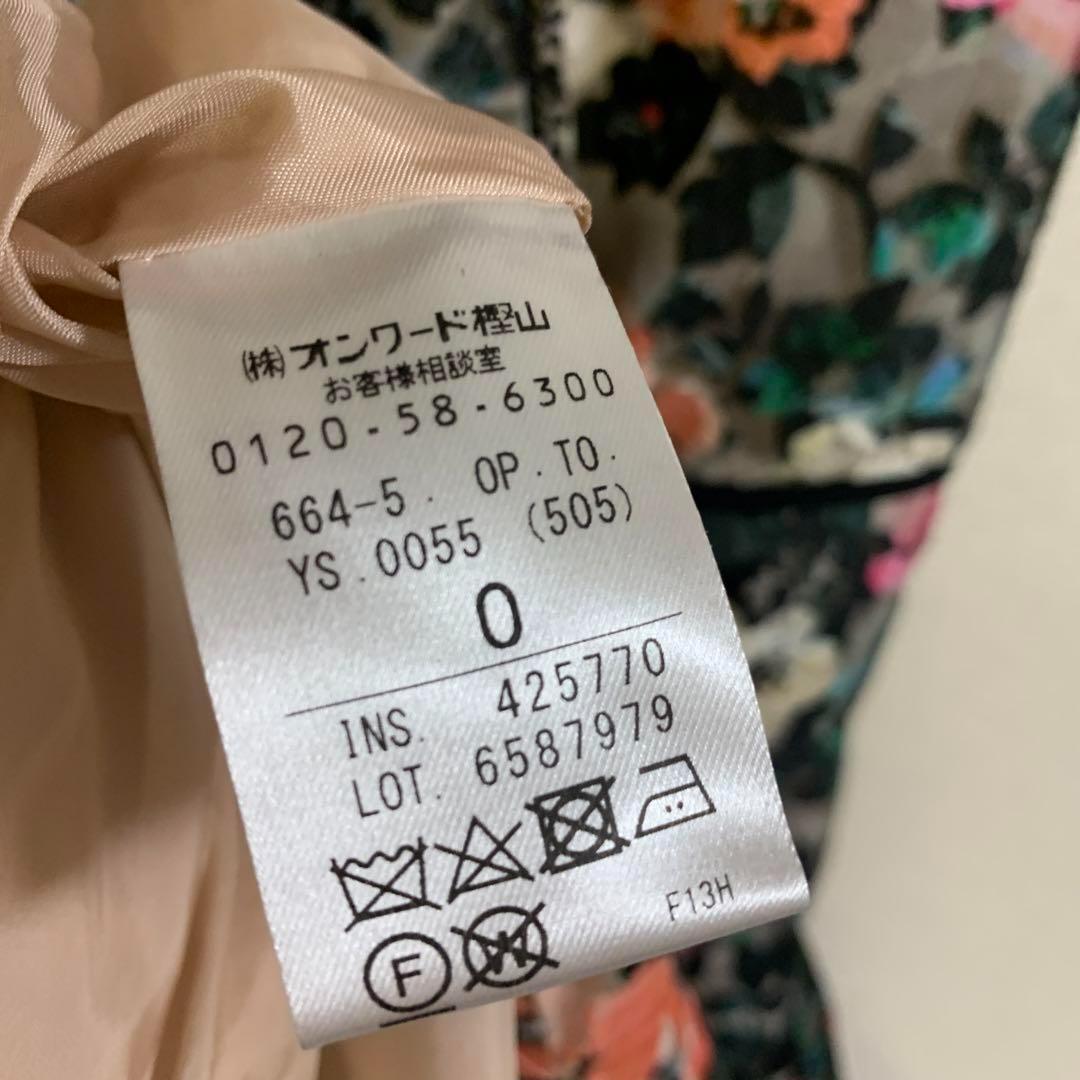 (株)オンワード樫山
お客様相談室
0120-58-6300
664-5. OP.TO.
YS.0055 (505)
0
INS. 425770
LOT. 6587979
F13H
F W